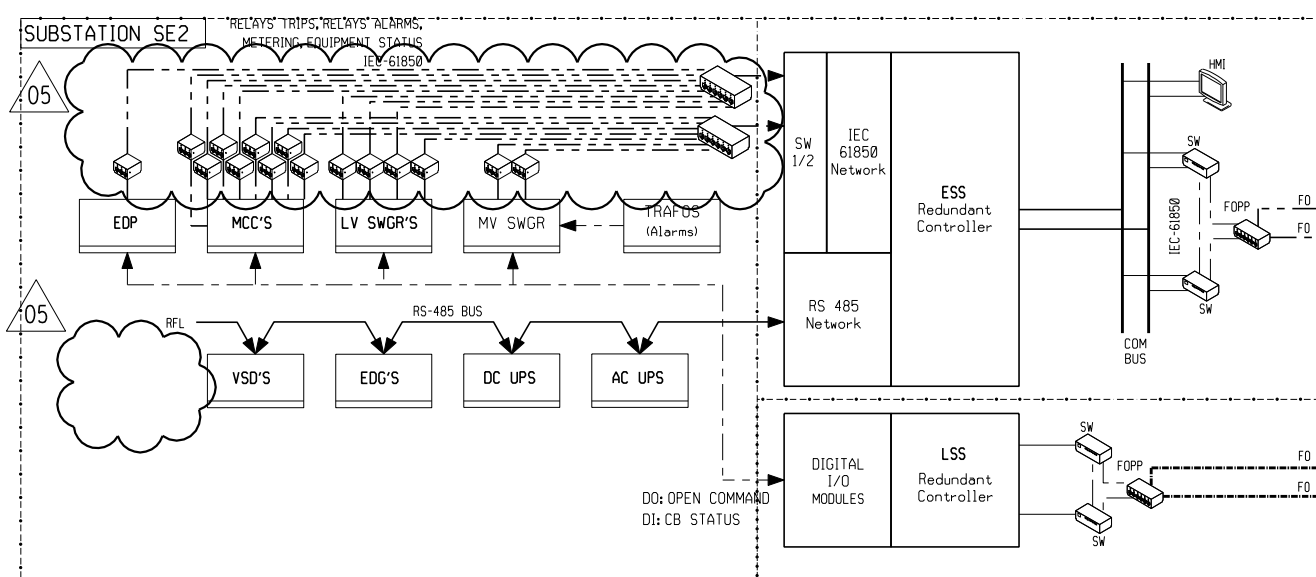 SUBSTATION SE2
RELAYS TRIPS, RELAYS ALARMS,
METERING, EQUIPMENT STATUS
IEC-61850
05
EDP
MCC'S
LV SWGR'S
MV SWGR
TRAFOS
(Alarms)
SW
1/2
IEC
61850
Network
ESS
Redundant
Controller
RS 485
Network
HMI
SW
IEC-61850
FOPP
FO
FO
SW
COM
BUS
05
RFL
RS-485 BUS
VSD'S
EDG'S
DC UPS
AC UPS
DO: OPEN COMMAND
DI: CB STATUS
DIGITAL
I/O
MODULES
LSS
Redundant
Controller
SW
FOPP
FO
FO
SW